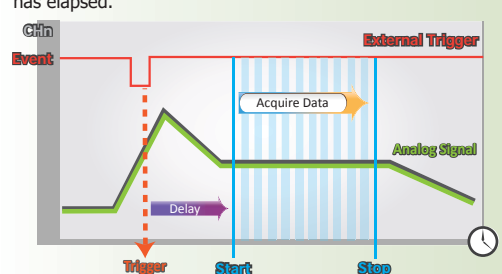 has elapsed.
CHn
Event
External Trigger
Acquire Data
Analog Signal
Delay
Trigger
Start
Stop